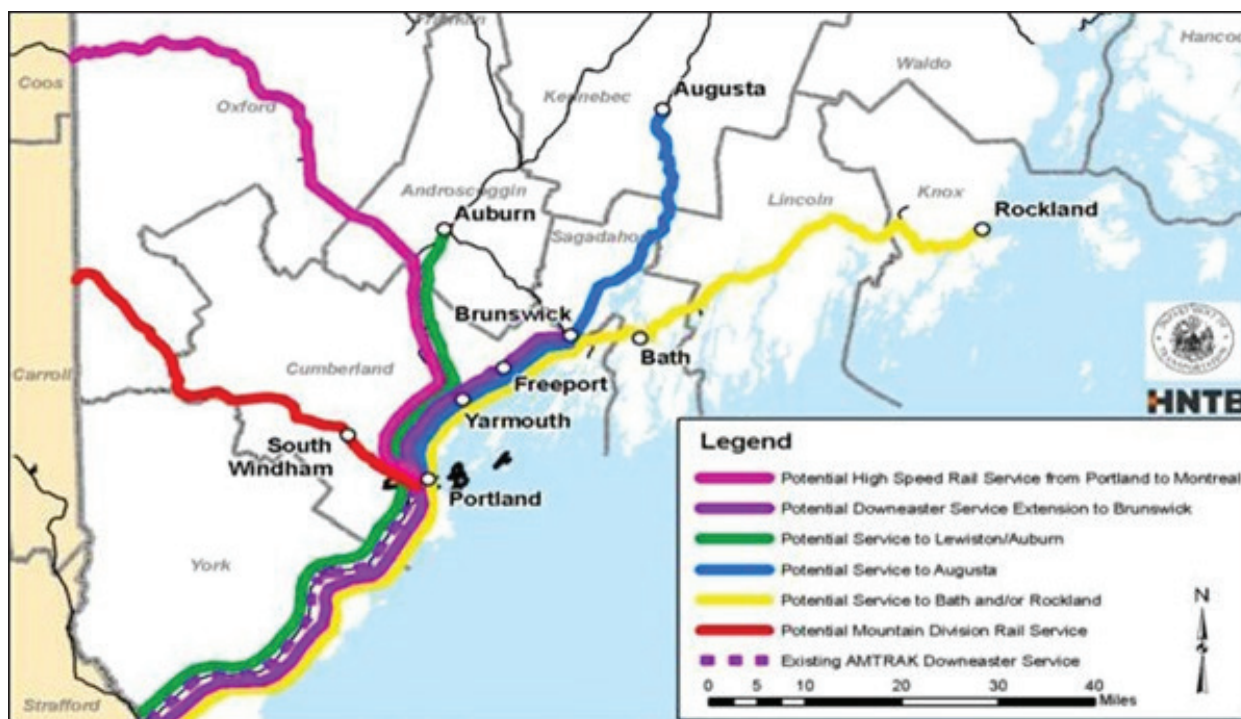 Franklin
Hancoc
Waldo
Coos
Augusta
Kennebec
Oxford
Androscoggin
Lincoln
Knox
Auburn
Rockland
Sagadaho
Brunswick
Bath
Cumberland
Carroll
Freeport
Yarmouth
HNTB
South
Windham
Portland
York
Strafford
Legend
Potential High Speed Rail Service from Portland to Montreal
Potential Downeaster Service Extension to Brunswick
Potential Service to Lewiston/Auburn
Potential Service to Augusta
Potential Service to Bath and/or Rockland
Potential Mountain Division Rail Service
Existing AMTRAK Downeaster Service
N
0 5 10 20 30 40
Miles